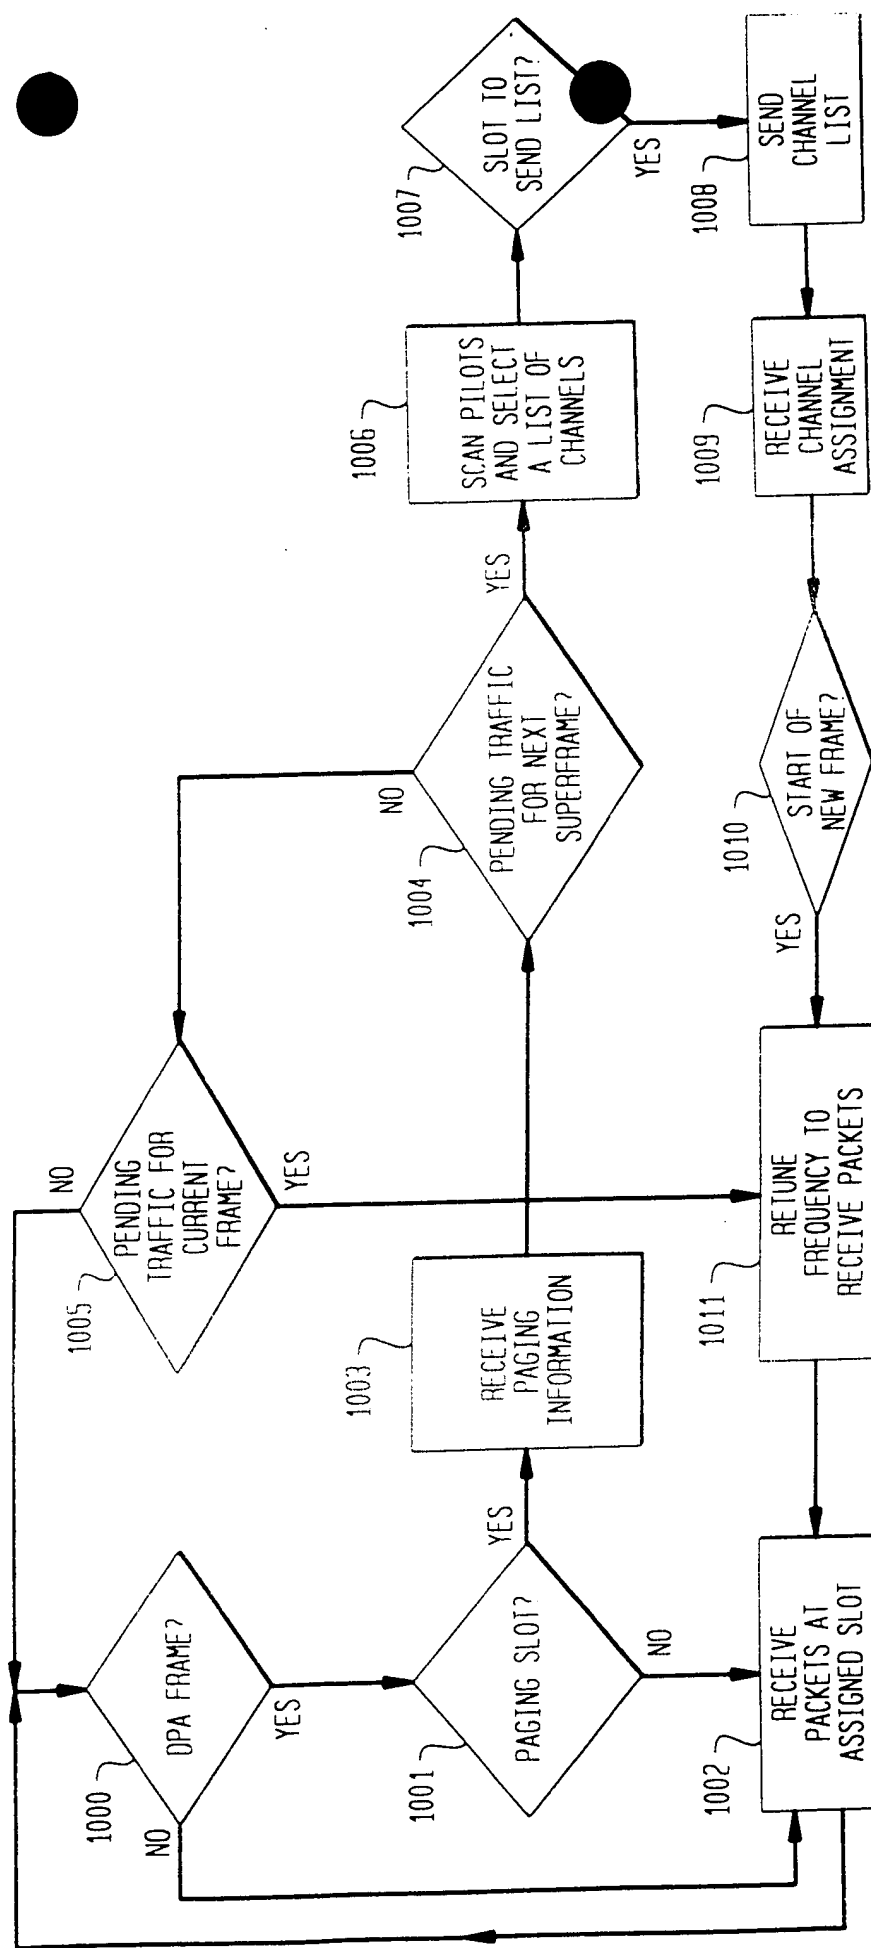 1000
DPA FRAME?
NO
YES
1001
PAGING SLOT?
YES
NO
1002
RECEIVE
PACKETS AT
ASSIGNED SLOT
1003
RECEIVE
PAGING
INFORMATION
1004
PENDING TRAFFIC
FOR NEXT
SUPERFRAME?
NO
YES
1005
PENDING
TRAFFIC FOR
CURRENT
FRAME?
NO
YES
1006
SCAN PILOTS
AND SELECT
A LIST OF
CHANNELS
1007
SLOT TO
SEND LIST?
YES
1008
SEND
CHANNEL
LIST
1009
RECEIVE
CHANNEL
ASSIGNMENT
1010
START OF
NEW FRAME?
YES
1011
RETUNE
FREQUENCY TO
RECEIVE PACKETS